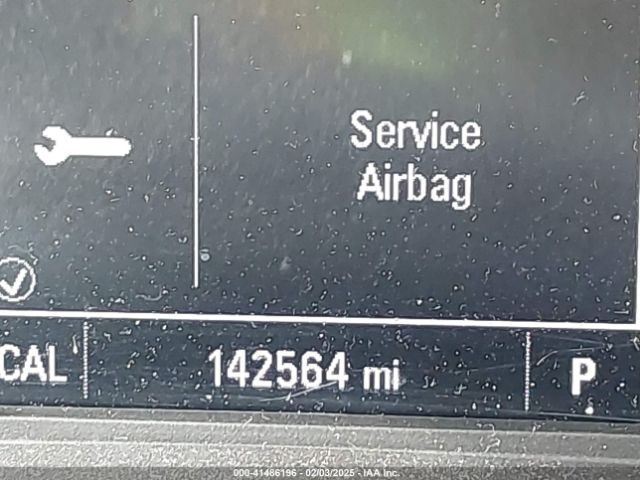 Service
Airbag
CAL
142564 mi
P
000-41486196 - 02/03/2025 - IAA Inc.